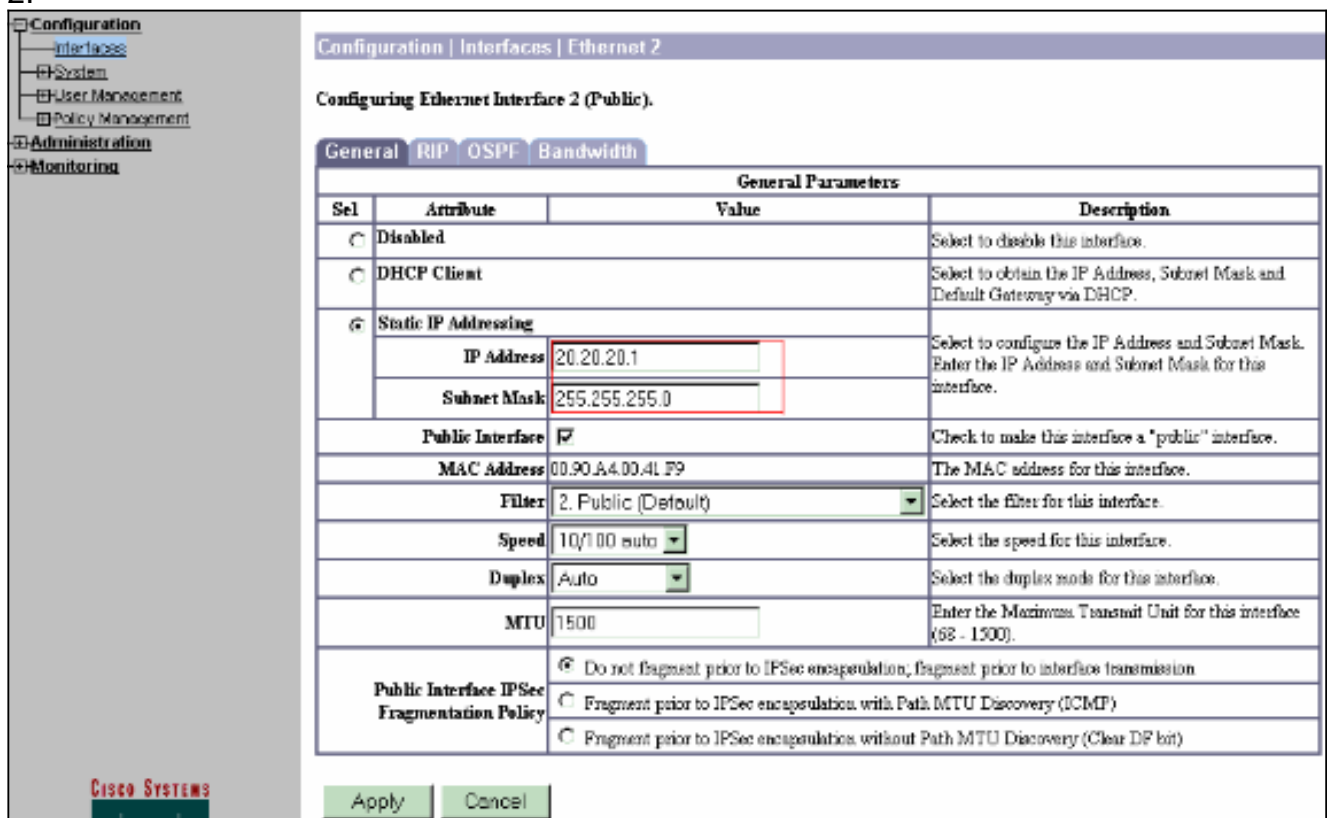 2.
Configuration
Interfaces
System
User Management
Policy Management
Administration
Monitoring
Configuration | Interfaces | Ethernet 2
Configuring Ethernet Interface 2 (Public).
General RIP OSPF Bandwidth
General Parameters
Sel Attribute Value Description
Disabled Select to disable this interface.
DHCP Client Select to obtain the IP Address, Subnet Mask and
Default Gateway via DHCP.
Static IP Addressing
Select to configure the IP Address and Subnet Mask.
Enter the IP Address and Subnet Mask for this
interface.
IP Address 20.20.20.1
Subnet Mask 255.255.255.0
Public Interface Check to make this interface a "public" interface.
MAC Address 00.90.A4.00.41.F9 The MAC address for this interface.
Filter 2. Public (Default) Select the filter for this interface.
Speed 10/100 auto Select the speed for this interface.
Duplex Auto Select the duplex mode for this interface.
MTU 1500 Enter the Maximum Transmit Unit for this interface
(68 - 1500).
Public Interface IPSec
Fragmentation Policy
Do not fragment prior to IPSec encapsulation; fragment prior to interface transmission
Fragment prior to IPSec encapsulation with Path MTU Discovery (ICMP)
Fragment prior to IPSec encapsulation without Path MTU Discovery (Clear DF bit)
CISCO SYSTEMS
Apply Cancel